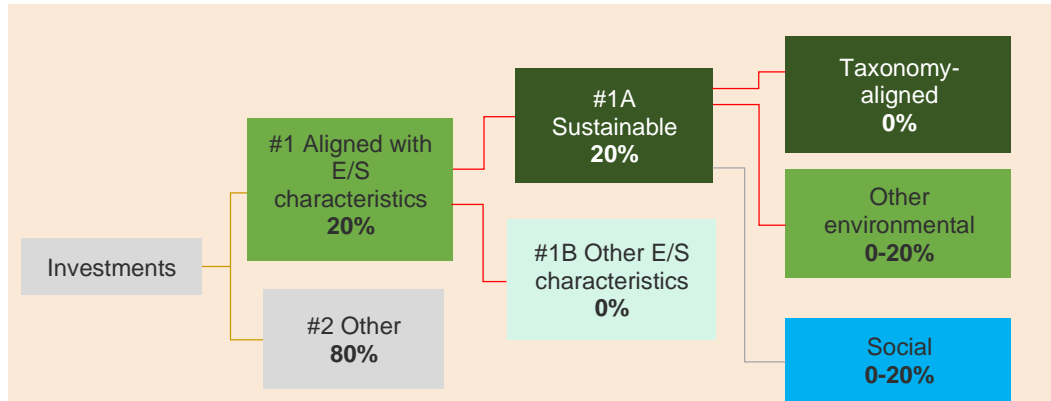 Investments
#1 Aligned with
E/S
characteristics
20%
#2 Other
80%
#1A
Sustainable
20%
#1B Other E/S
characteristics
0%
Taxonomy-
aligned
0%
Other
environmental
0-20%
Social
0-20%